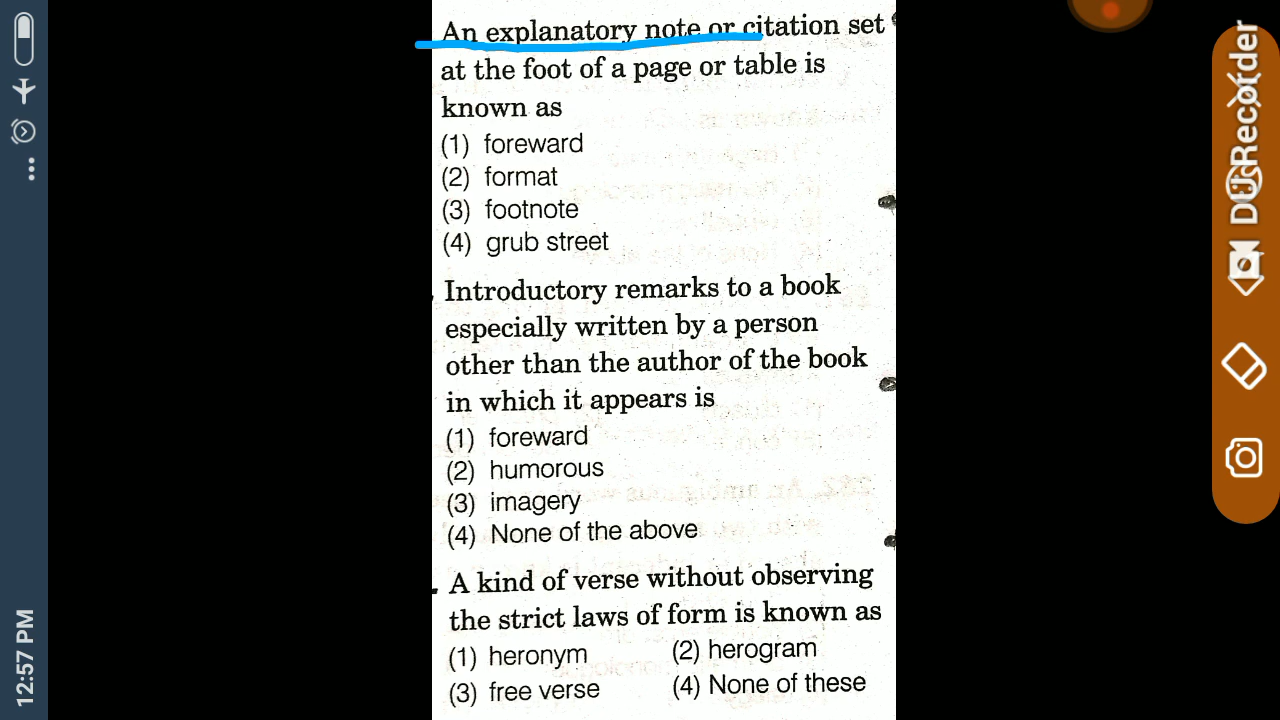 An explanatory note or citation set
at the foot of a page or table is
known as
(1) foreward
(2) format
(3) footnote
(4) grub street
Introductory remarks to a book
especially written by a person
other than the author of the book
in which it appears is
(1) foreward
(2) humorous
(3) imagery
(4) None of the above
A kind of verse without observing
the strict laws of form is known as
(1) heronym (2) herogram
(3) free verse (4) None of these
12:57 PM
DU Recorder